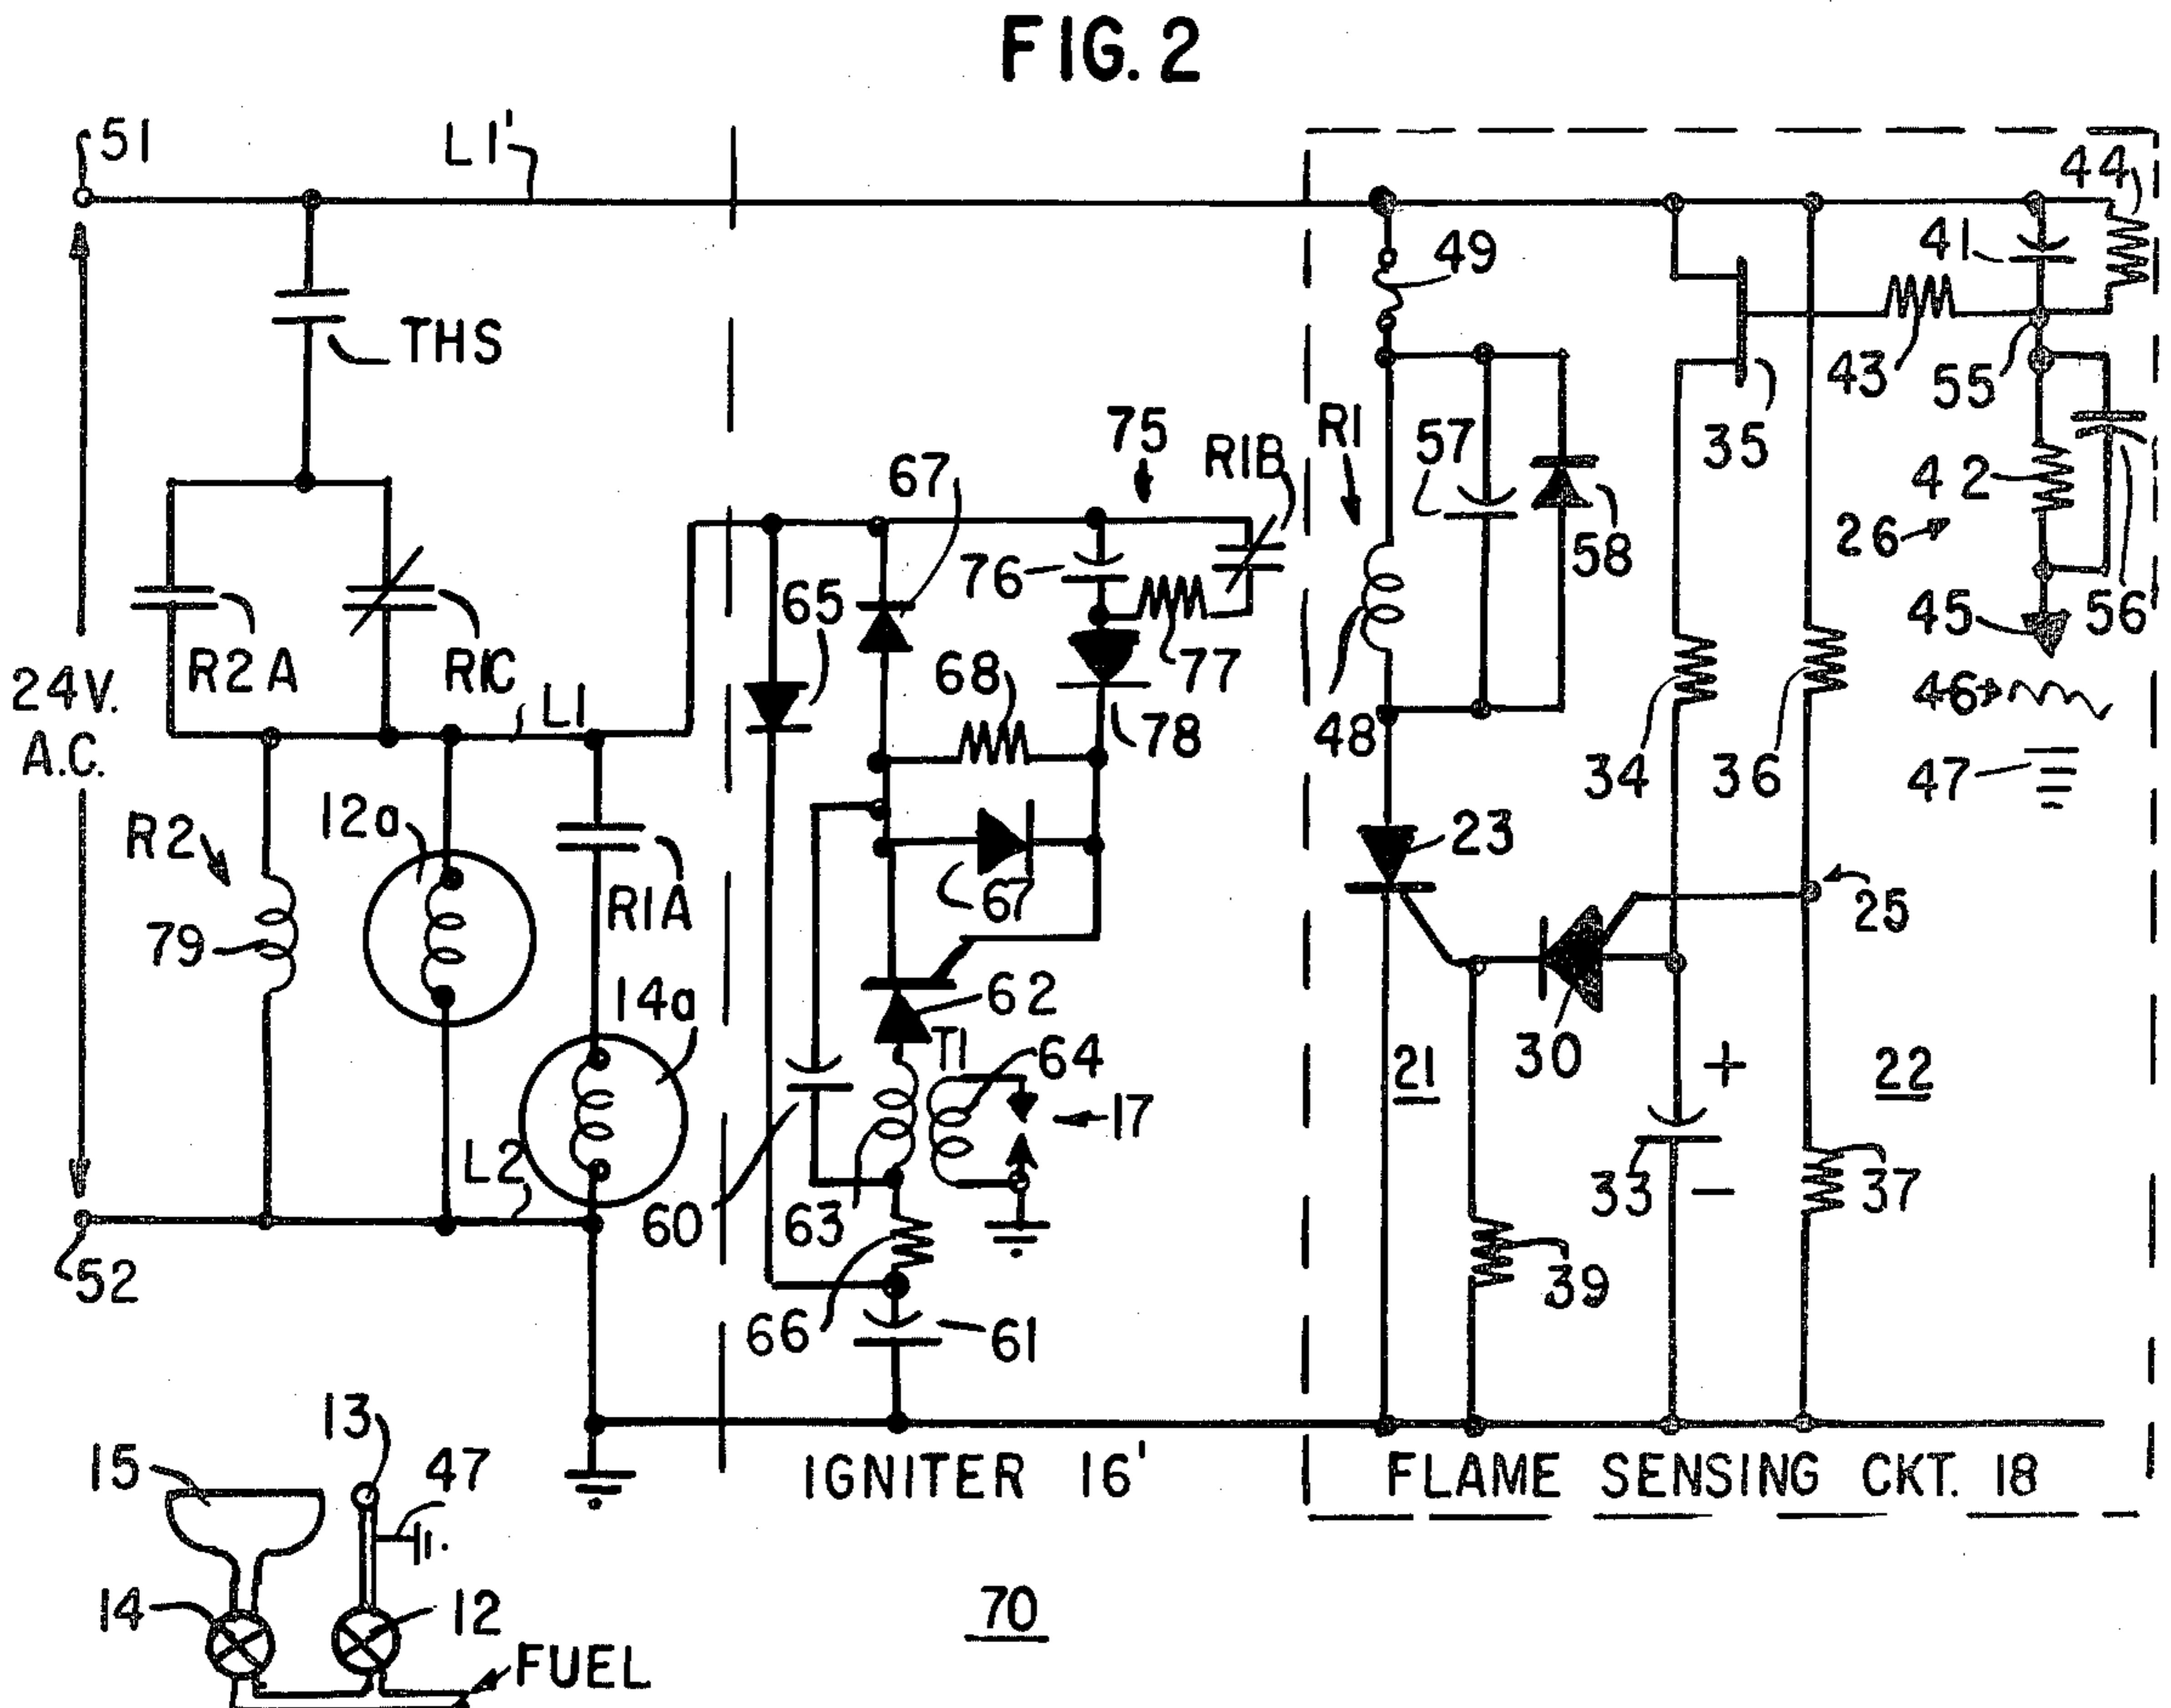 FIG. 2
51
L1'
44
41
49
THS
43
55
35
R1
57
75
R1B
67
42
26
58
76
65
R2A
R1C
L1
68
77
78
45
56
46
24V.
A.C.
48
34
36
47
12a
R2
23
67
R1A
25
79
14a
62
T1
64
30
+
21
22
17
L2
60
63
33
−
37
52
39
66
61
13
15
47
IGNITER 16'
FLAME SENSING CKT. 18
14
12
70
FUEL